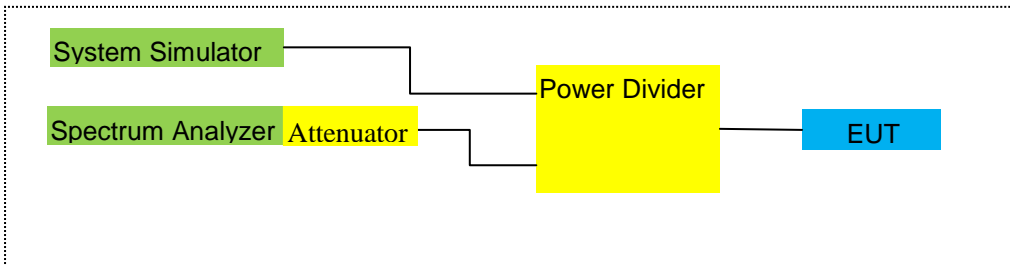 System Simulator
Power Divider
Spectrum Analyzer Attenuator
EUT